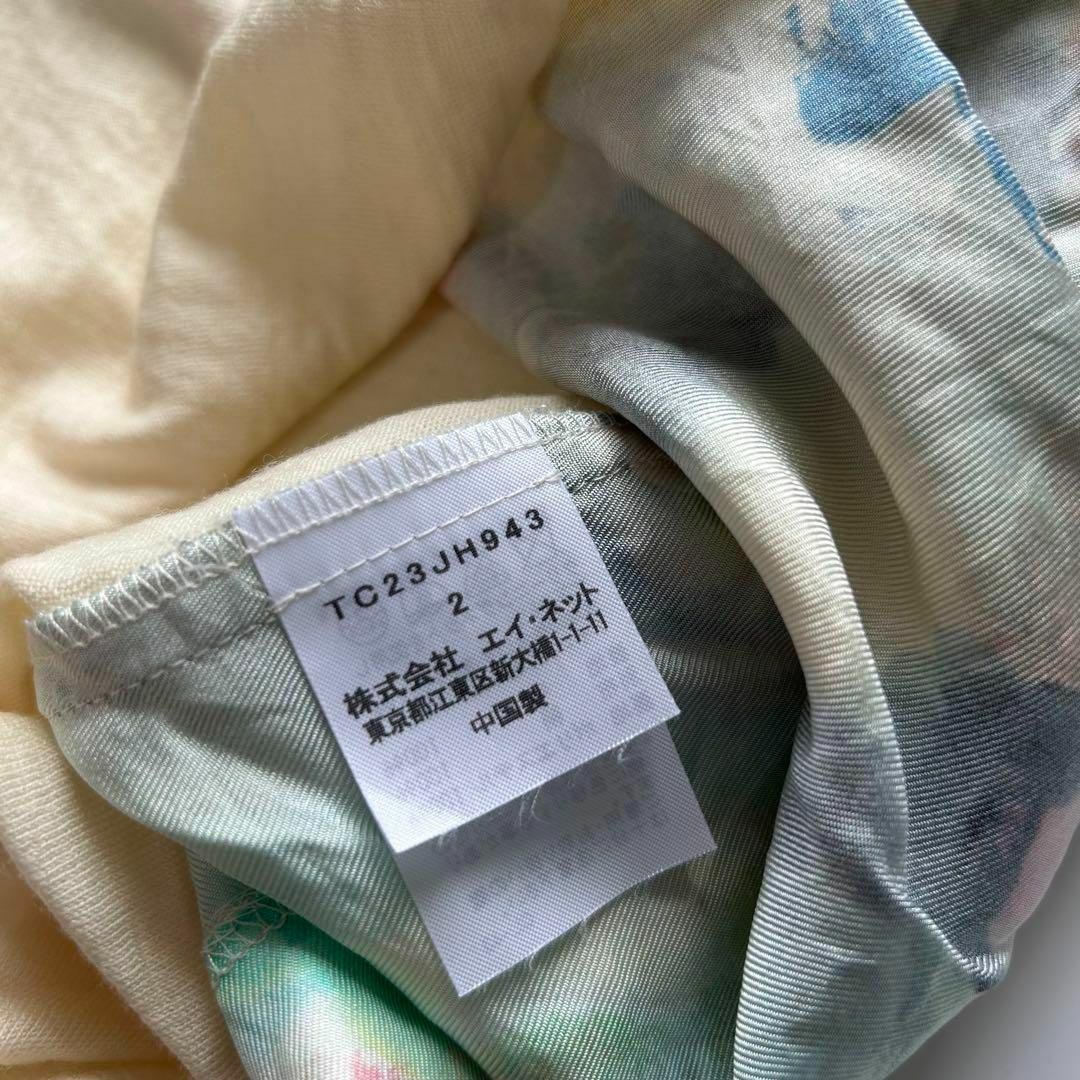 TC23JH943
2
株式会社 エイ・ネット
東京都江東区新大橋1-1-11
中国製